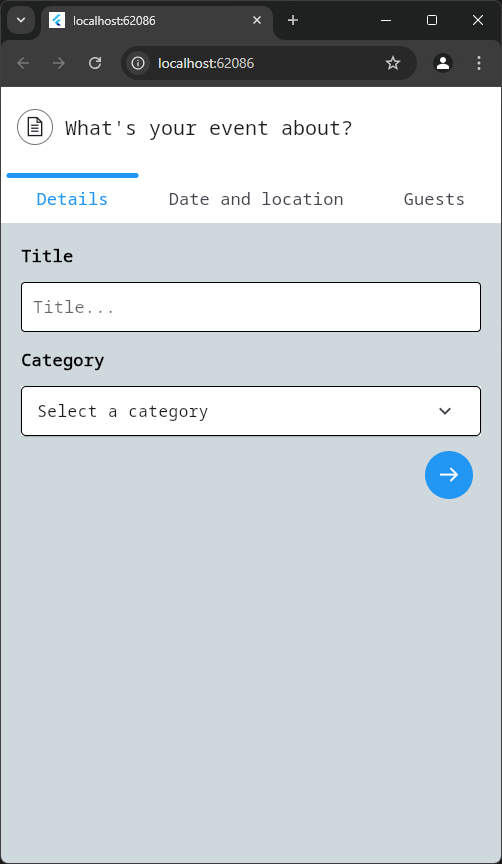 localhost:62086
localhost:62086
What's your event about?
Details Date and location Guests
Title
Title...
Category
Select a category